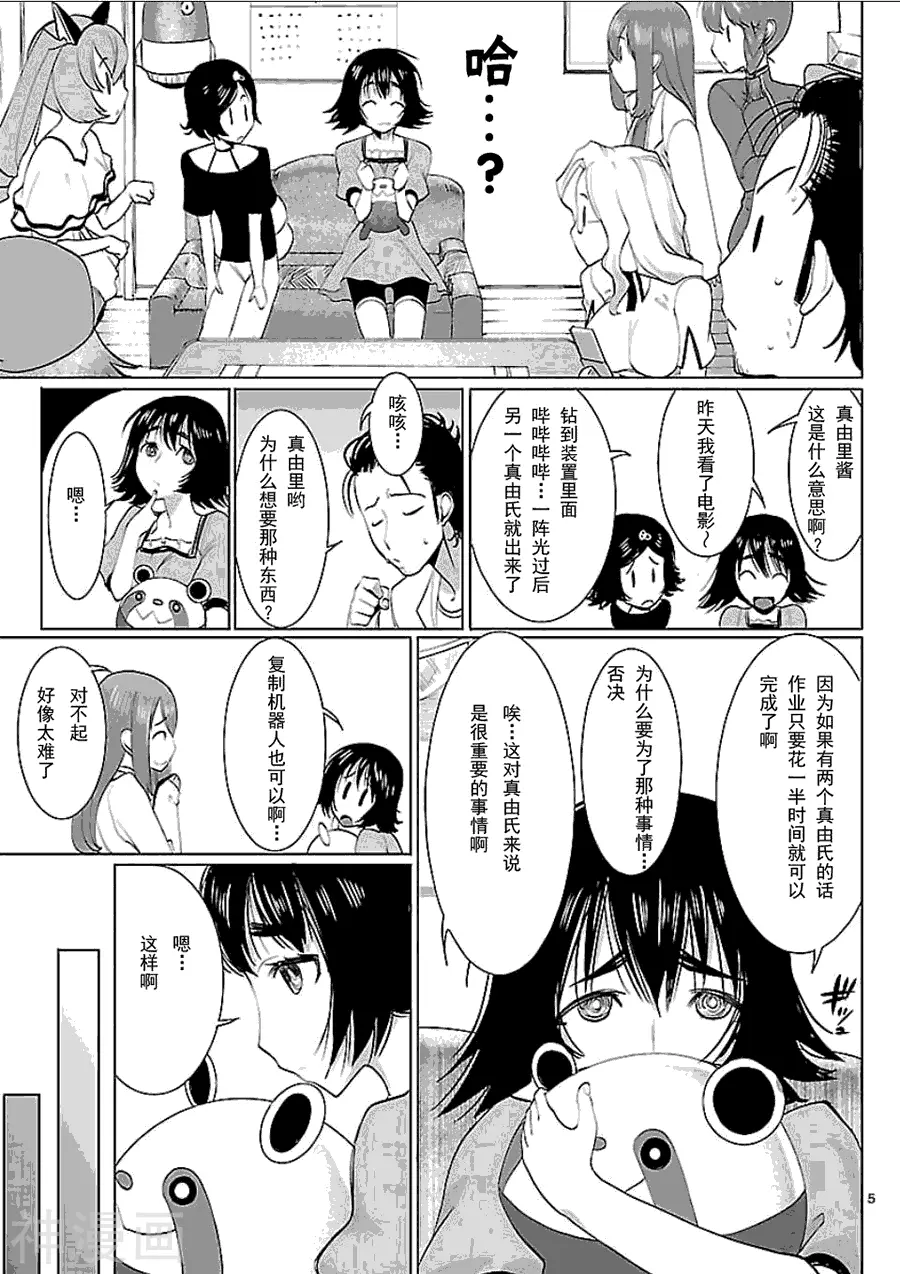 哈…
…？
真由里酱
这是什么意思啊？
昨天我看了电影～
钻到装置里面
哔哔哔哔…一阵光过后
另一个真由氏就出来了
咳咳…
真由里哟
为什么想要那种东西？
嗯…
因为如果有两个真由氏的话
作业只要花一半时间就可以
完成了啊
为什么要为了那种事情…
否决
唉…这对真由氏来说
是很重要的事情啊
复制机器人也可以啊…
对不起
好像太难了
嗯…
这样啊
5
神漫画